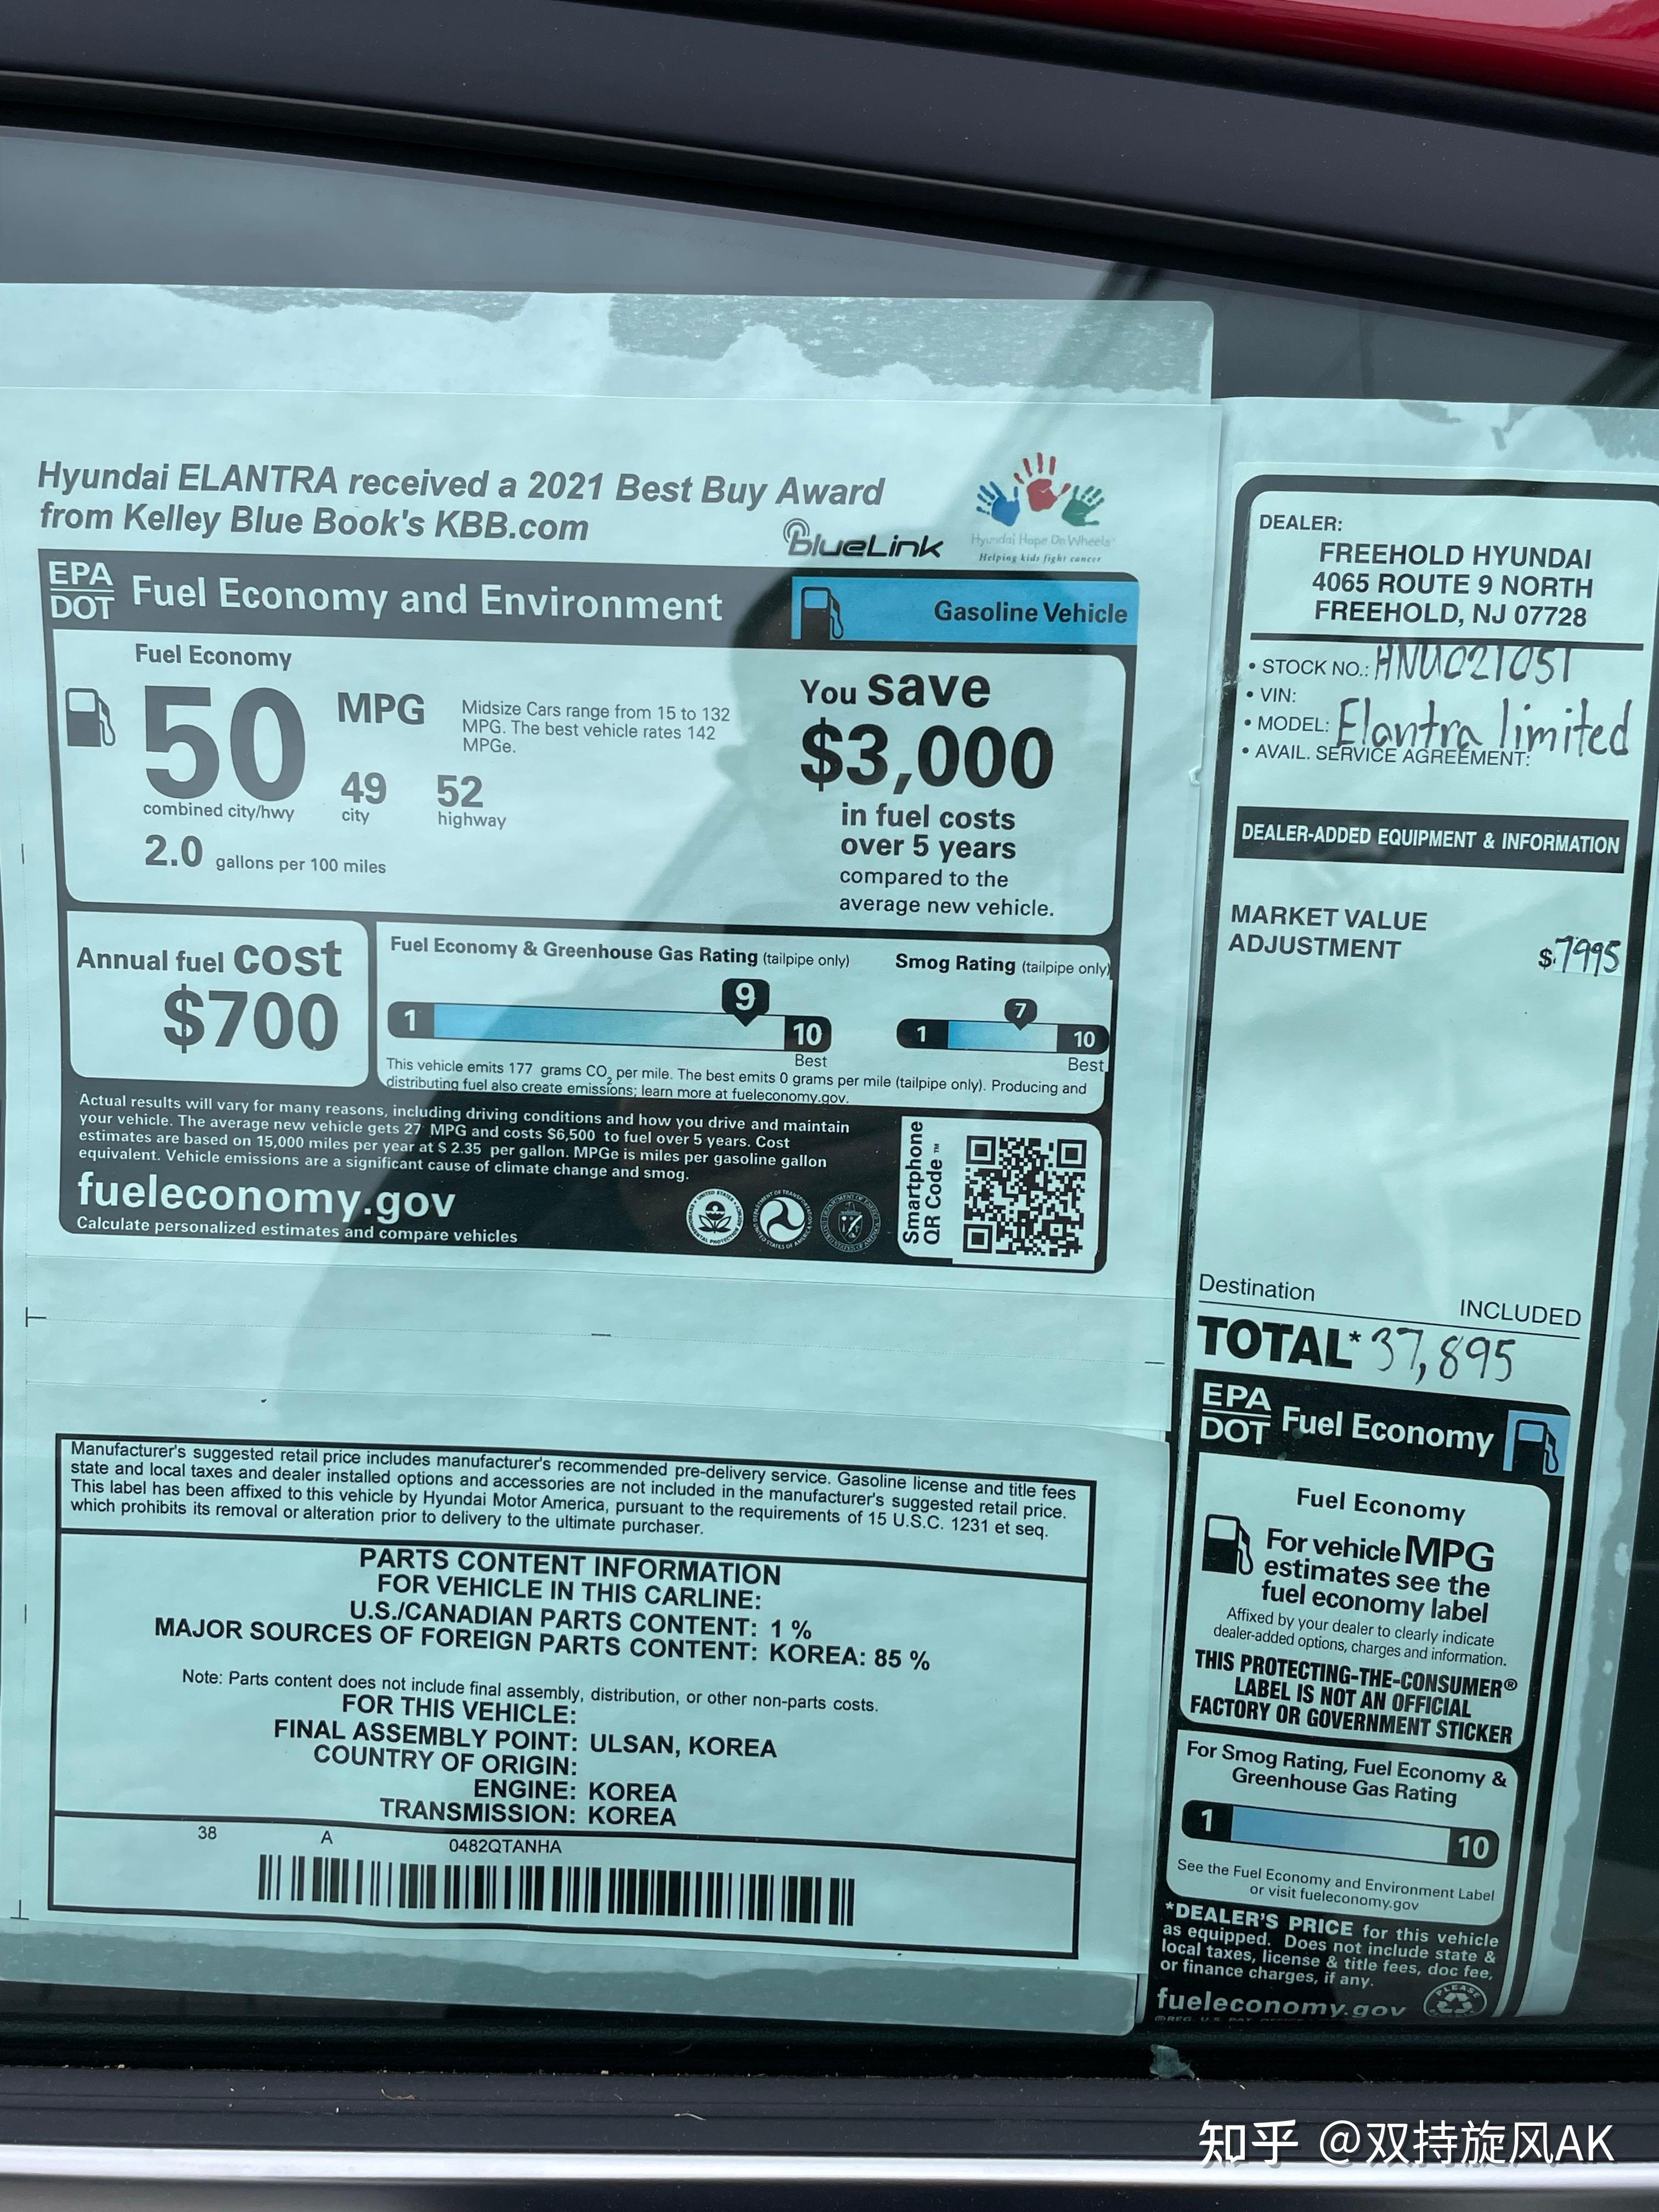 Hyundai ELANTRA received a 2021 Best Buy Award
from Kelley Blue Book's KBB.com
blueLink
Hyundai Hope On Wheels
Helping kids fight cancer
EPA
DOT
Fuel Economy and Environment
Gasoline Vehicle
Fuel Economy
50
MPG
combined city/hwy
49
city
52
highway
2.0 gallons per 100 miles
Midsize Cars range from 15 to 132
MPG. The best vehicle rates 142
MPGe.
You save
$3,000
in fuel costs
over 5 years
compared to the
average new vehicle.
Annual fuel cost
$700
Fuel Economy & Greenhouse Gas Rating (tailpipe only)
1
9
10
Best
Smog Rating (tailpipe only)
1
7
10
Best
This vehicle emits 177 grams CO2 per mile. The best emits 0 grams per mile (tailpipe only). Producing and
distributing fuel also create emissions; learn more at fueleconomy.gov.
Actual results will vary for many reasons, including driving conditions and how you drive and maintain
your vehicle. The average new vehicle gets 27 MPG and costs $6,500 to fuel over 5 years. Cost
estimates are based on 15,000 miles per year at $ 2.35 per gallon. MPGe is miles per gasoline gallon
equivalent. Vehicle emissions are a significant cause of climate change and smog.
fueleconomy.gov
Calculate personalized estimates and compare vehicles
Smartphone
QR Code™
Manufacturer's suggested retail price includes manufacturer's recommended pre-delivery service. Gasoline license and title fees
state and local taxes and dealer installed options and accessories are not included in the manufacturer's suggested retail price.
This label has been affixed to this vehicle by Hyundai Motor America, pursuant to the requirements of 15 U.S.C. 1231 et seq.
which prohibits its removal or alteration prior to delivery to the ultimate purchaser.
PARTS CONTENT INFORMATION
FOR VEHICLE IN THIS CARLINE:
U.S./CANADIAN PARTS CONTENT: 1 %
MAJOR SOURCES OF FOREIGN PARTS CONTENT: KOREA: 85 %
Note: Parts content does not include final assembly, distribution, or other non-parts costs.
FOR THIS VEHICLE:
FINAL ASSEMBLY POINT: ULSAN, KOREA
COUNTRY OF ORIGIN:
ENGINE: KOREA
TRANSMISSION: KOREA
38 A 0482QTANHA
DEALER:
FREEHOLD HYUNDAI
4065 ROUTE 9 NORTH
FREEHOLD, NJ 07728
• STOCK NO.: HNU021051
• VIN:
• MODEL: Elantra limited
• AVAIL. SERVICE AGREEMENT:
DEALER-ADDED EQUIPMENT & INFORMATION
MARKET VALUE
ADJUSTMENT $7995
Destination INCLUDED
TOTAL* 37,895
EPA
DOT
Fuel Economy
Fuel Economy
For vehicle MPG
estimates see the
fuel economy label
Affixed by your dealer to clearly indicate
dealer-added options, charges and information.
THIS PROTECTING-THE-CONSUMER®
LABEL IS NOT AN OFFICIAL
FACTORY OR GOVERNMENT STICKER
For Smog Rating, Fuel Economy &
Greenhouse Gas Rating
1
10
See the Fuel Economy and Environment Label
or visit fueleconomy.gov
*DEALER'S PRICE for this vehicle
as equipped. Does not include state &
local taxes, license & title fees, doc fee,
or finance charges, if any.
fueleconomy.gov
PLEASE
知乎 @双持旋风AK